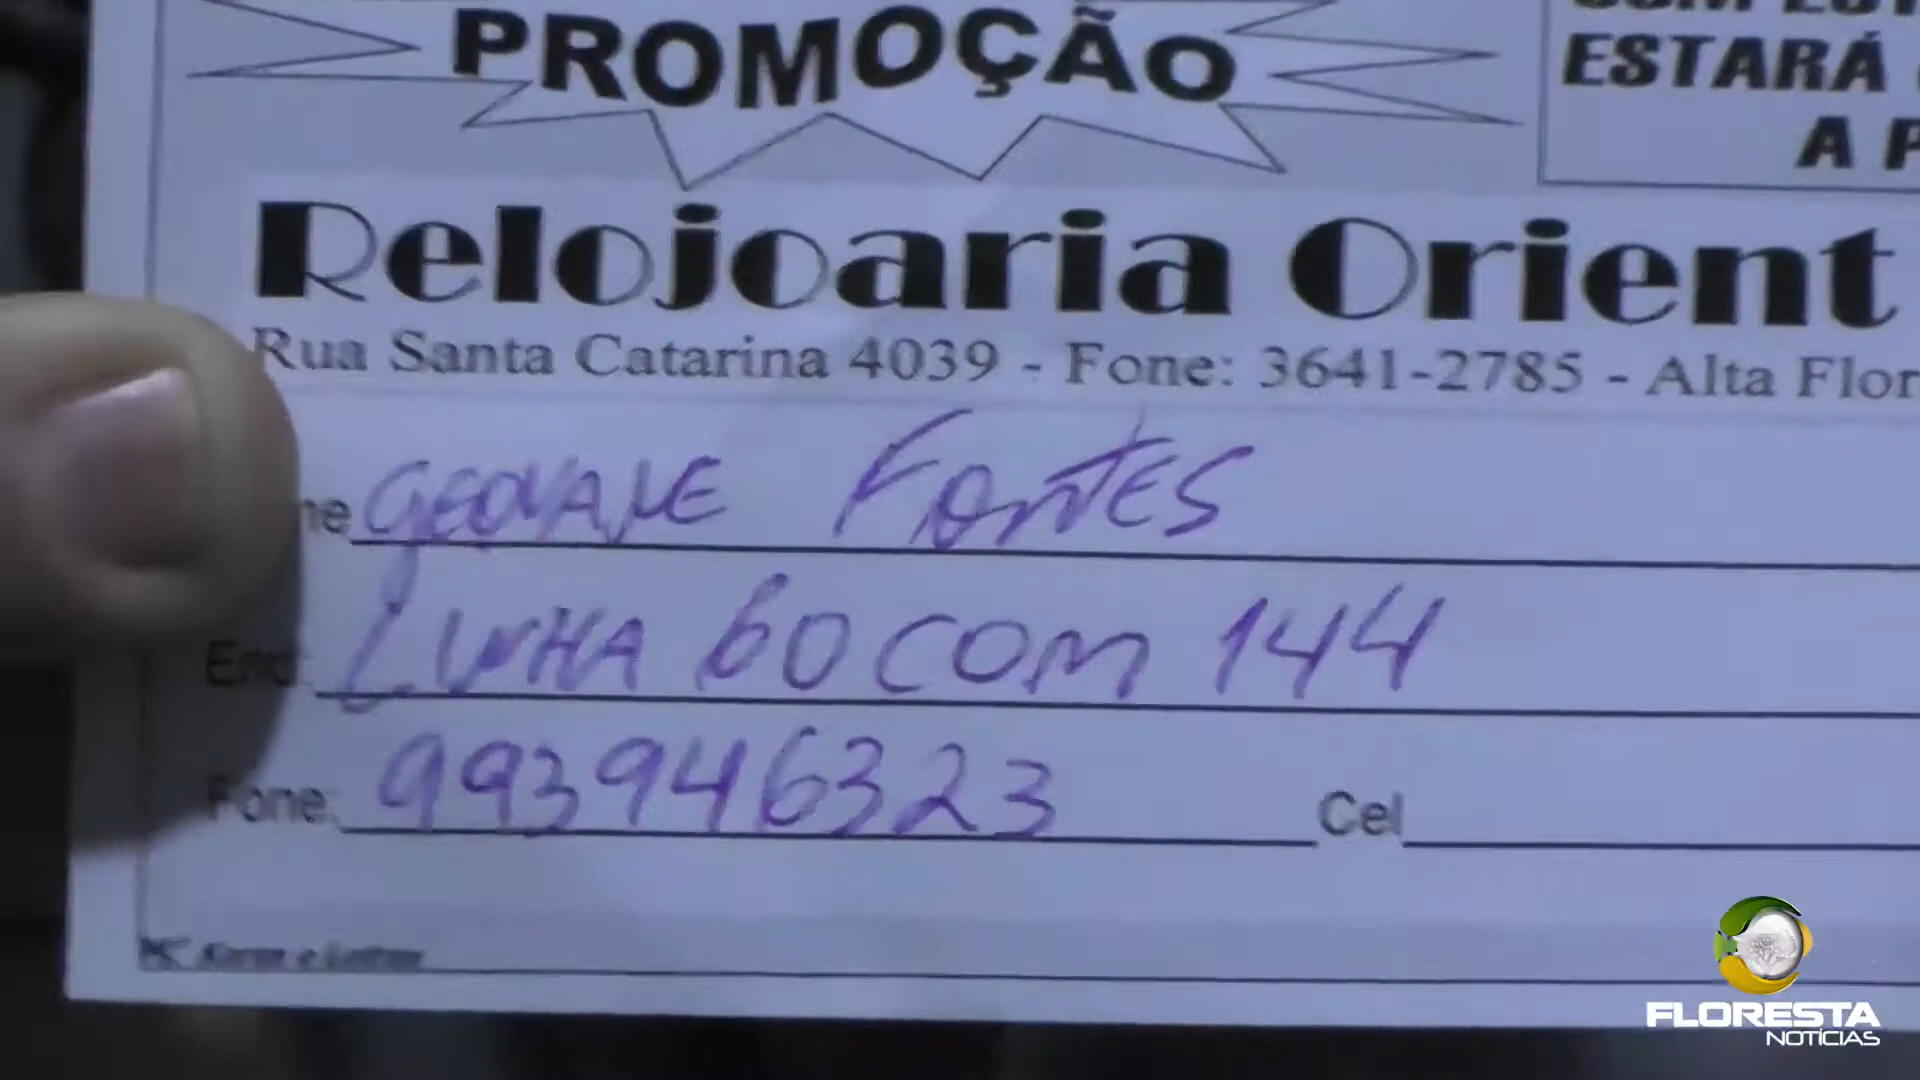 PROMOÇÃO
ESTARÁ
A P
Relojoaria Orient
Rua Santa Catarina 4039 - Fone: 3641-2785 - Alta Flor
me GEOVANE FONTES
End: LINHA 60 COM 144
Fone: 993946323 Cel
FLORESTA
NOTÍCIAS